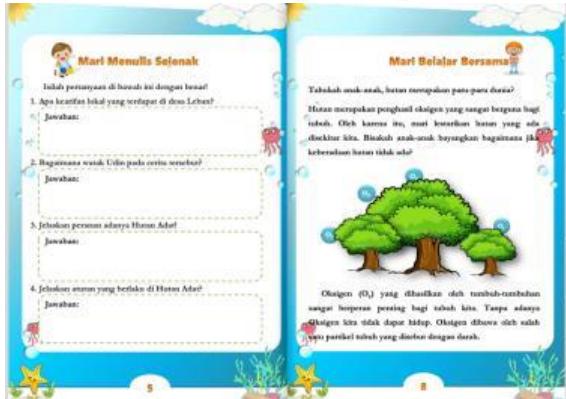 Mari Menulis Sejenak
Isilah pertanyaan di bawah ini dengan benar!
1. Apa kearifan lokal yang terdapat di desa Leban?
Jawaban:
2. Bagaimana watak Udin pada cerita tersebut?
Jawaban:
3. Jelaskan peranan adanya Hutan Adat?
Jawaban:
4. Jelaskan aturan yang berlaku di Hutan Adat?
Jawaban:
5
Mari Belajar Bersama
Tahukah anak-anak, hutan merupakan paru-paru dunia?
Hutan merupakan penghasil oksigen yang sangat berguna bagi
tubuh. Oleh karena itu, mari lestarikan hutan yang ada
disekitar kita. Bisakah anak-anak bayangkan bagaimana jika
keberadaan hutan tidak ada?
O₂
O₂
O₂
O₂
Oksigen (O₂) yang dihasilkan oleh tumbuh-tumbuhan
sangat berperan penting bagi tubuh kita. Tanpa adanya
Oksigen kita tidak dapat hidup. Oksigen dibawa oleh salah
satu partikel tubuh yang disebut dengan darah.
8